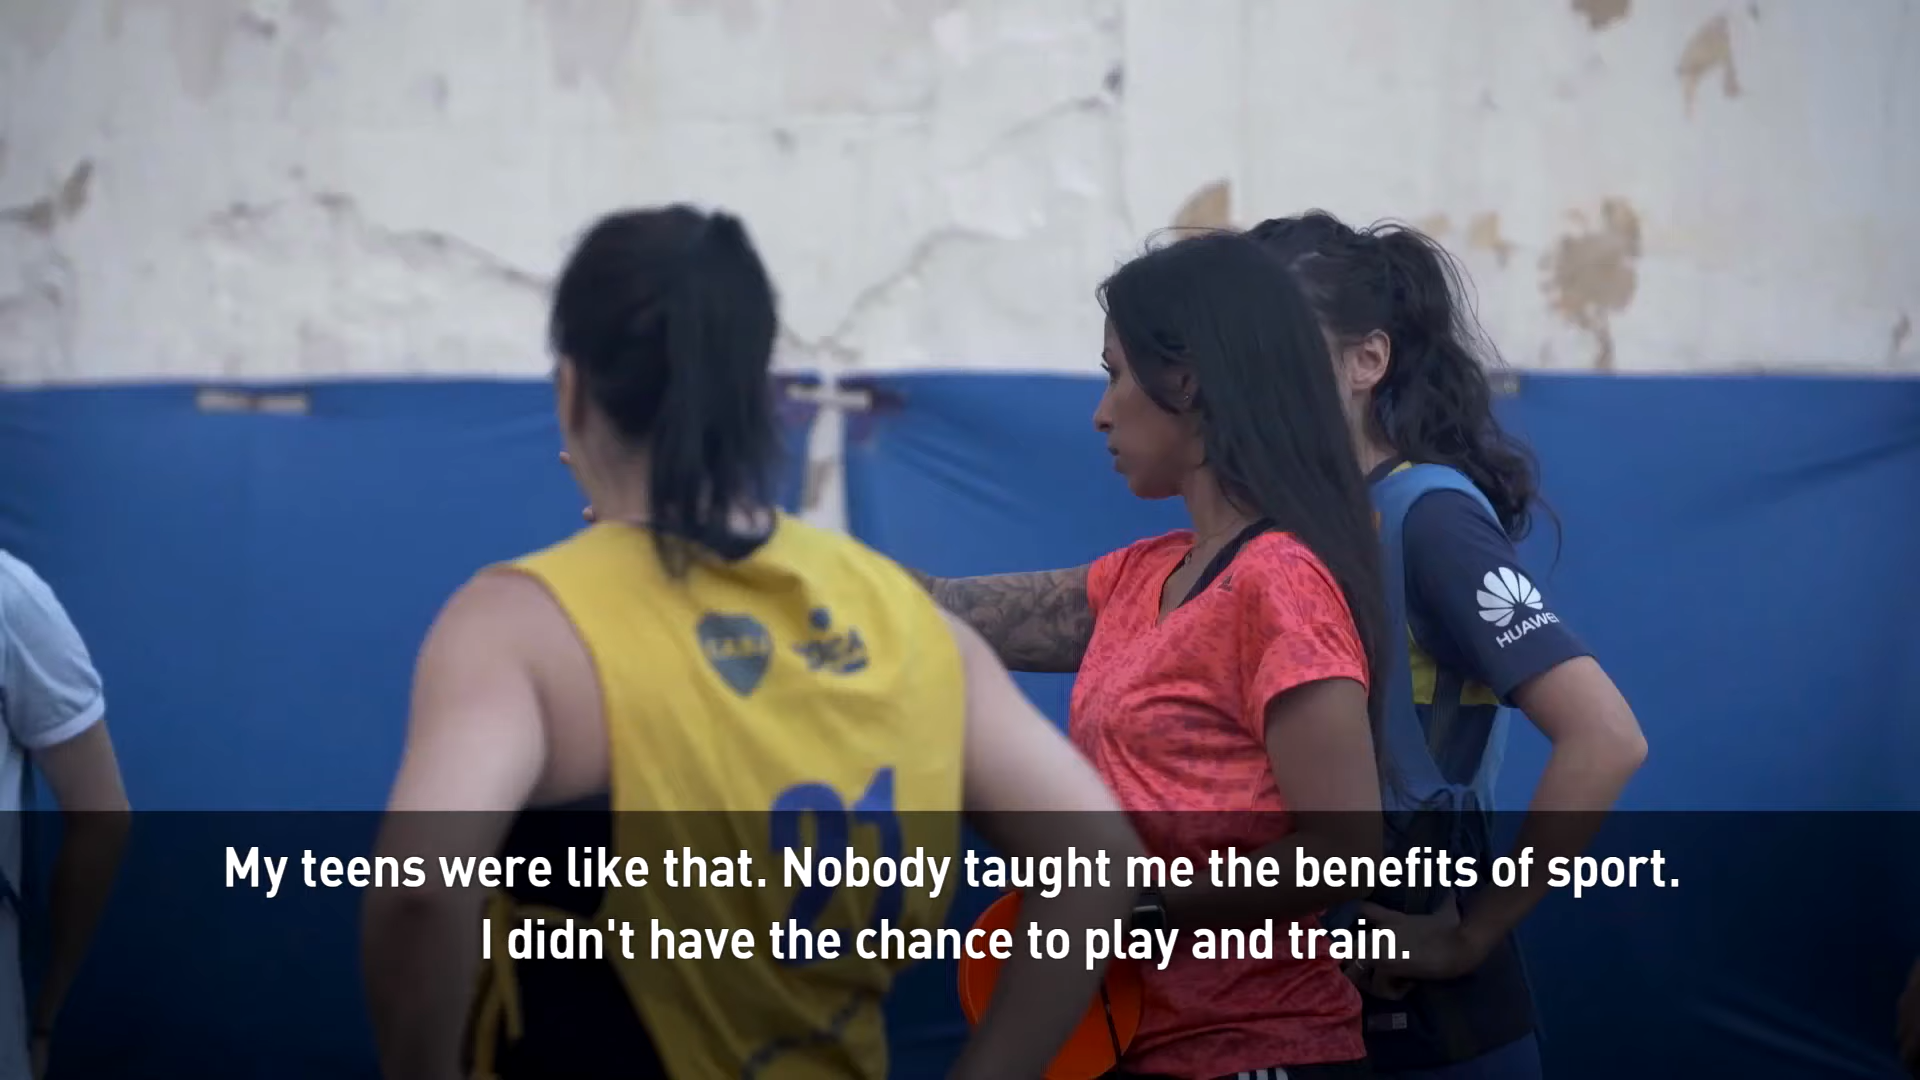 HUAWEI
21
My teens were like that. Nobody taught me the benefits of sport.
I didn't have the chance to play and train.